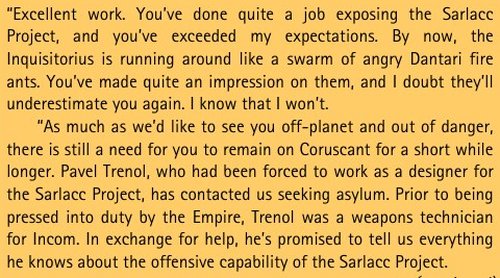 “Excellent work. You’ve done quite a job exposing the Sarlacc
Project, and you’ve exceeded my expectations. By now, the
Inquisitorius is running around like a swarm of angry Dantari fire
ants. You’ve made quite an impression on them, and I doubt they’ll
underestimate you again. I know that I won’t.
“As much as we’d like to see you off-planet and out of danger,
there is still a need for you to remain on Coruscant for a short while
longer. Pavel Trenol, who had been forced to work as a designer for
the Sarlacc Project, has contacted us seeking asylum. Prior to being
pressed into duty by the Empire, Trenol was a weapons technician
for Incom. In exchange for help, he’s promised to tell us everything
he knows about the offensive capability of the Sarlacc Project.